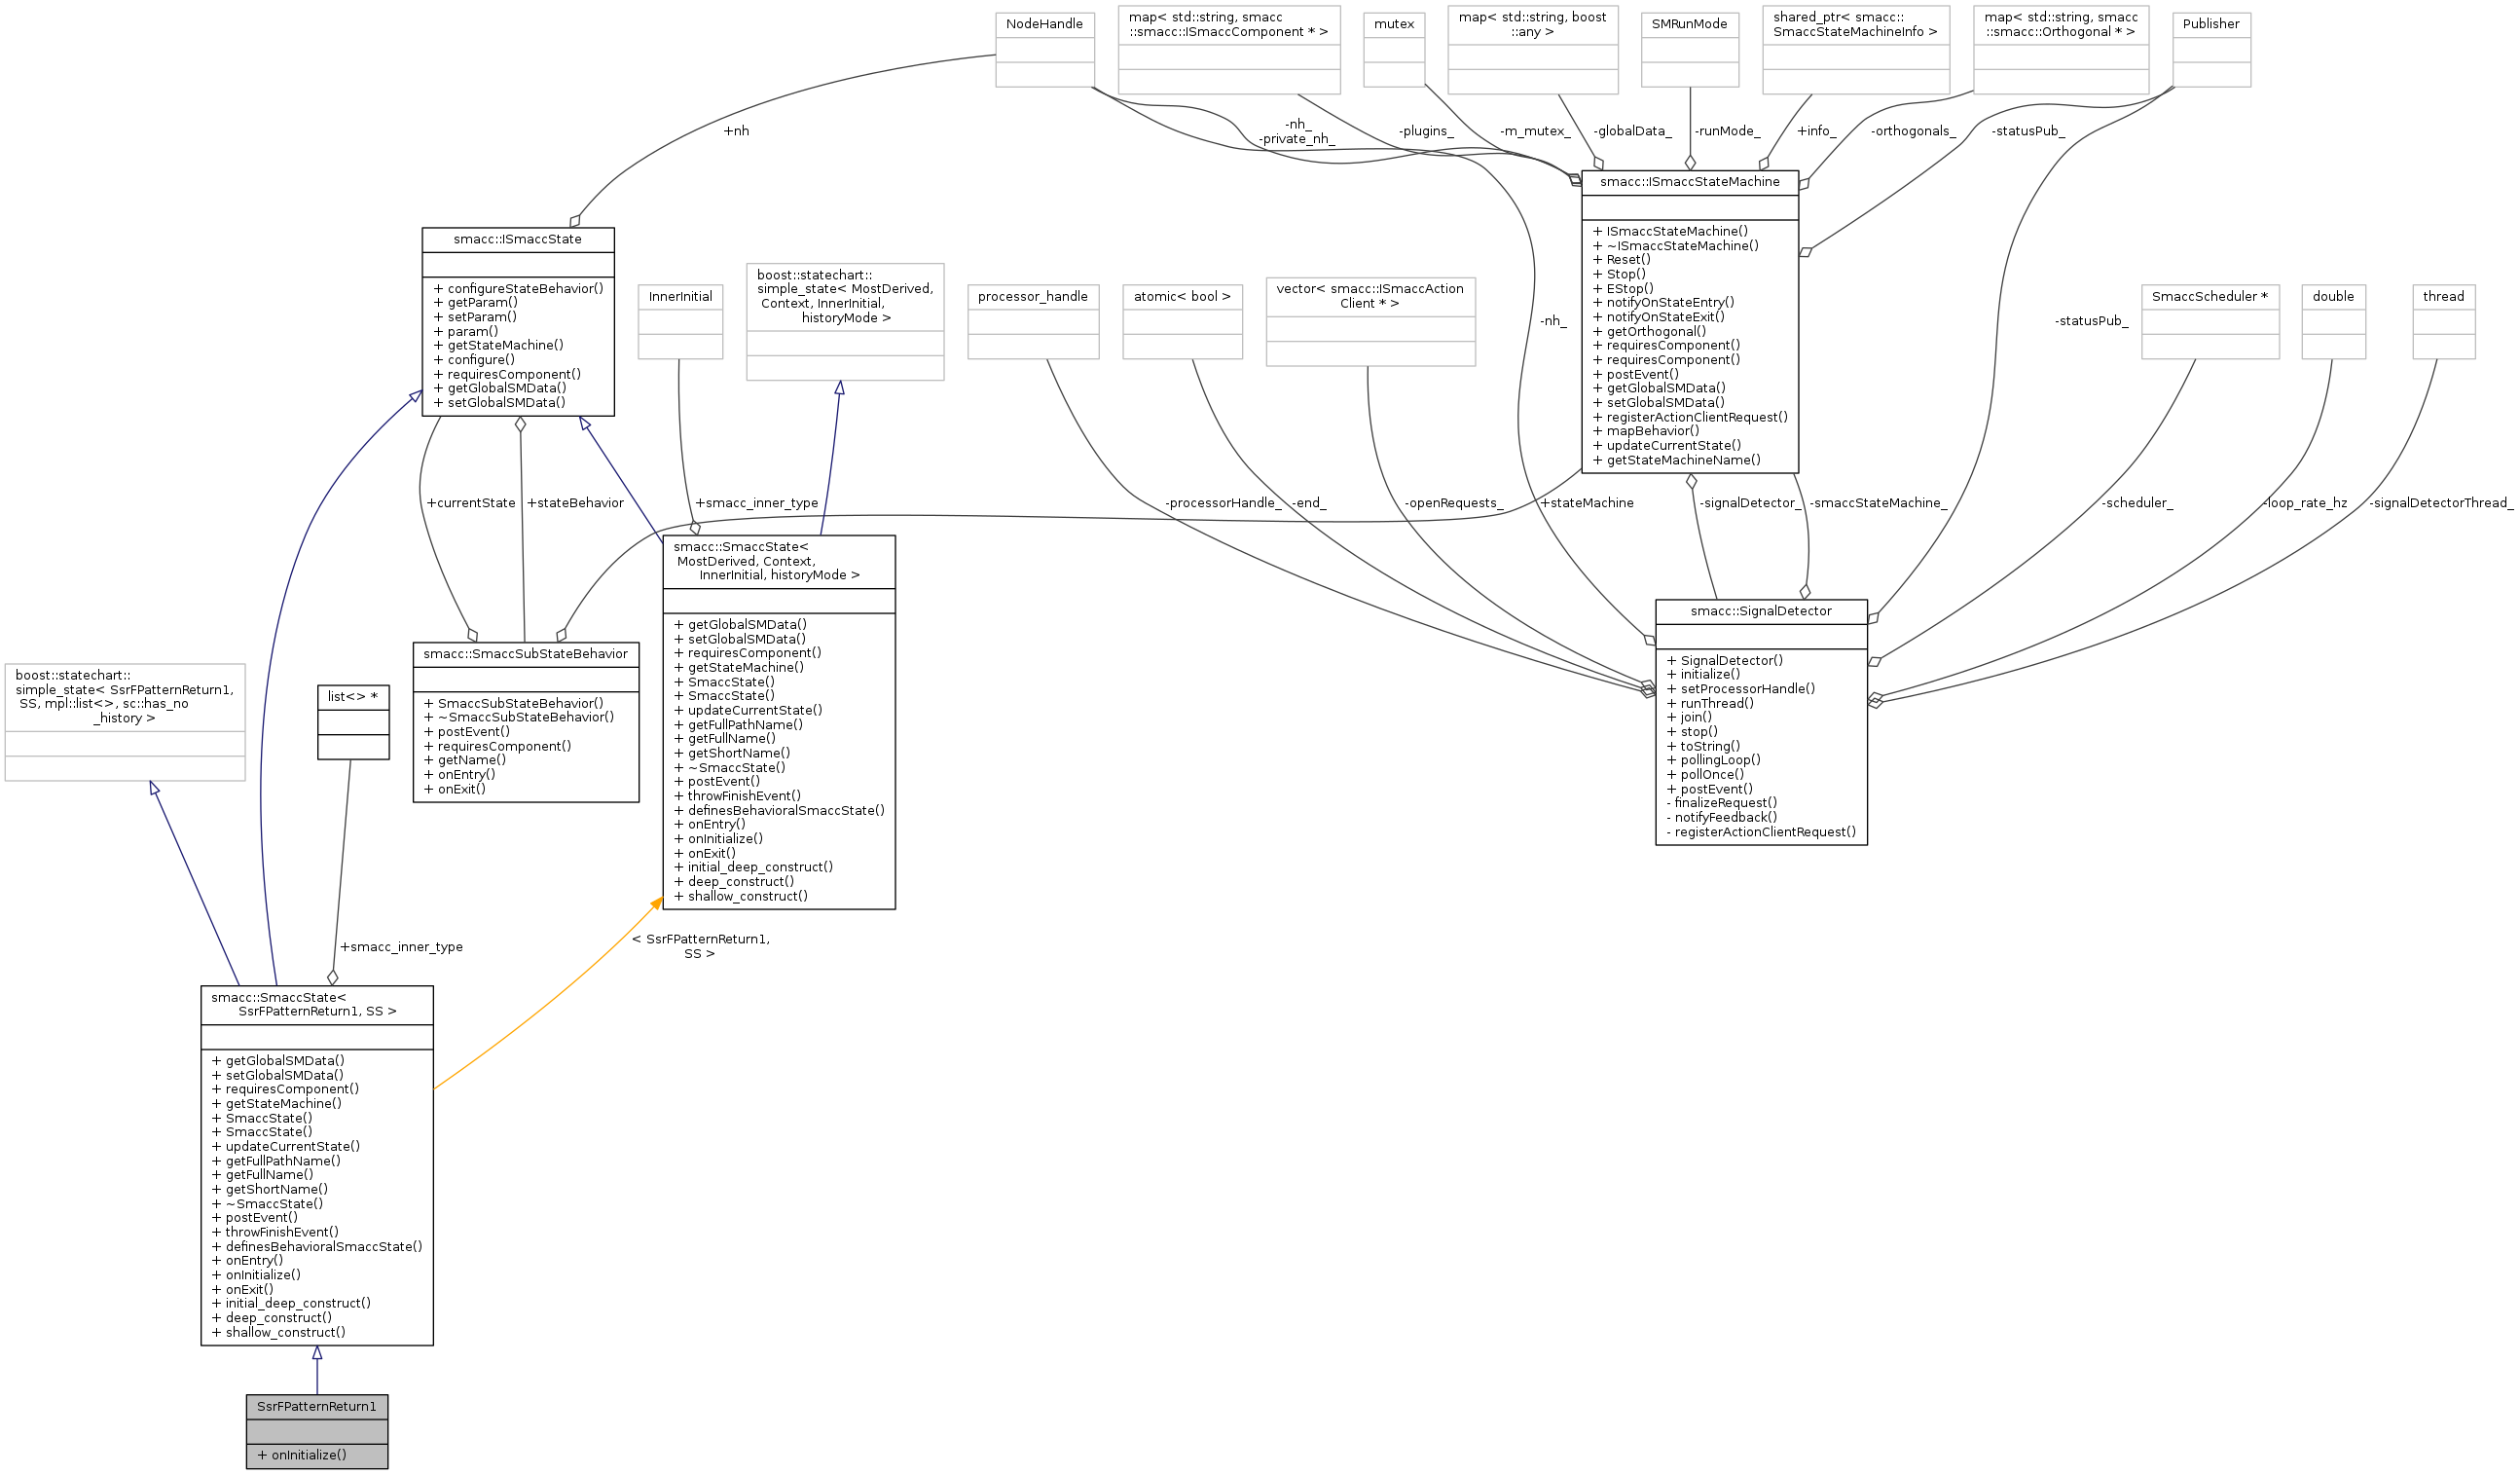 NodeHandle
map< std::string, smacc
::smacc::ISmaccComponent * >
mutex
map< std::string, boost
::any >
SMRunMode
shared_ptr< smacc::
SmaccStateMachineInfo >
map< std::string, smacc
::smacc::Orthogonal * >
Publisher
+nh
-nh_
-private_nh_
-plugins_
-m_mutex_
-globalData_
-runMode_
+info_
-orthogonals_
-statusPub_
smacc::ISmaccStateMachine
+ ISmaccStateMachine()
+ ~ISmaccStateMachine()
+ Reset()
+ Stop()
+ EStop()
+ notifyOnStateEntry()
+ notifyOnStateExit()
+ getOrthogonal()
+ requiresComponent()
+ requiresComponent()
+ postEvent()
+ getGlobalSMData()
+ setGlobalSMData()
+ registerActionClientRequest()
+ mapBehavior()
+ updateCurrentState()
+ getStateMachineName()
smacc::ISmaccState
+ configureStateBehavior()
+ getParam()
+ setParam()
+ param()
+ getStateMachine()
+ configure()
+ requiresComponent()
+ getGlobalSMData()
+ setGlobalSMData()
InnerInitial
boost::statechart::
simple_state< MostDerived,
Context, InnerInitial,
historyMode >
processor_handle
atomic< bool >
vector< smacc::ISmaccAction
Client * >
-nh_
-statusPub_
SmaccScheduler *
double
thread
+currentState
+stateBehavior
+smacc_inner_type
-processorHandle_
-end_
-openRequests_
+stateMachine
-signalDetector_
-smaccStateMachine_
-scheduler_
-loop_rate_hz
-signalDetectorThread_
smacc::SmaccState<
MostDerived, Context,
InnerInitial, historyMode >
+ getGlobalSMData()
+ setGlobalSMData()
+ requiresComponent()
+ getStateMachine()
+ SmaccState()
+ SmaccState()
+ updateCurrentState()
+ getFullPathName()
+ getFullName()
+ getShortName()
+ ~SmaccState()
+ postEvent()
+ throwFinishEvent()
+ definesBehavioralSmaccState()
+ onEntry()
+ onInitialize()
+ onExit()
+ initial_deep_construct()
+ deep_construct()
+ shallow_construct()
smacc::SignalDetector
+ SignalDetector()
+ initialize()
+ setProcessorHandle()
+ runThread()
+ join()
+ stop()
+ toString()
+ pollingLoop()
+ pollOnce()
+ postEvent()
- finalizeRequest()
- notifyFeedback()
- registerActionClientRequest()
smacc::SmaccSubStateBehavior
+ SmaccSubStateBehavior()
+ ~SmaccSubStateBehavior()
+ postEvent()
+ requiresComponent()
+ getName()
+ onEntry()
+ onExit()
boost::statechart::
simple_state< SsrFPatternReturn1,
SS, mpl::list<>, sc::has_no
_history >
list<> *
+smacc_inner_type
< SsrFPatternReturn1,
SS >
smacc::SmaccState<
SsrFPatternReturn1, SS >
+ getGlobalSMData()
+ setGlobalSMData()
+ requiresComponent()
+ getStateMachine()
+ SmaccState()
+ SmaccState()
+ updateCurrentState()
+ getFullPathName()
+ getFullName()
+ getShortName()
+ ~SmaccState()
+ postEvent()
+ throwFinishEvent()
+ definesBehavioralSmaccState()
+ onEntry()
+ onInitialize()
+ onExit()
+ initial_deep_construct()
+ deep_construct()
+ shallow_construct()
SsrFPatternReturn1
+ onInitialize()